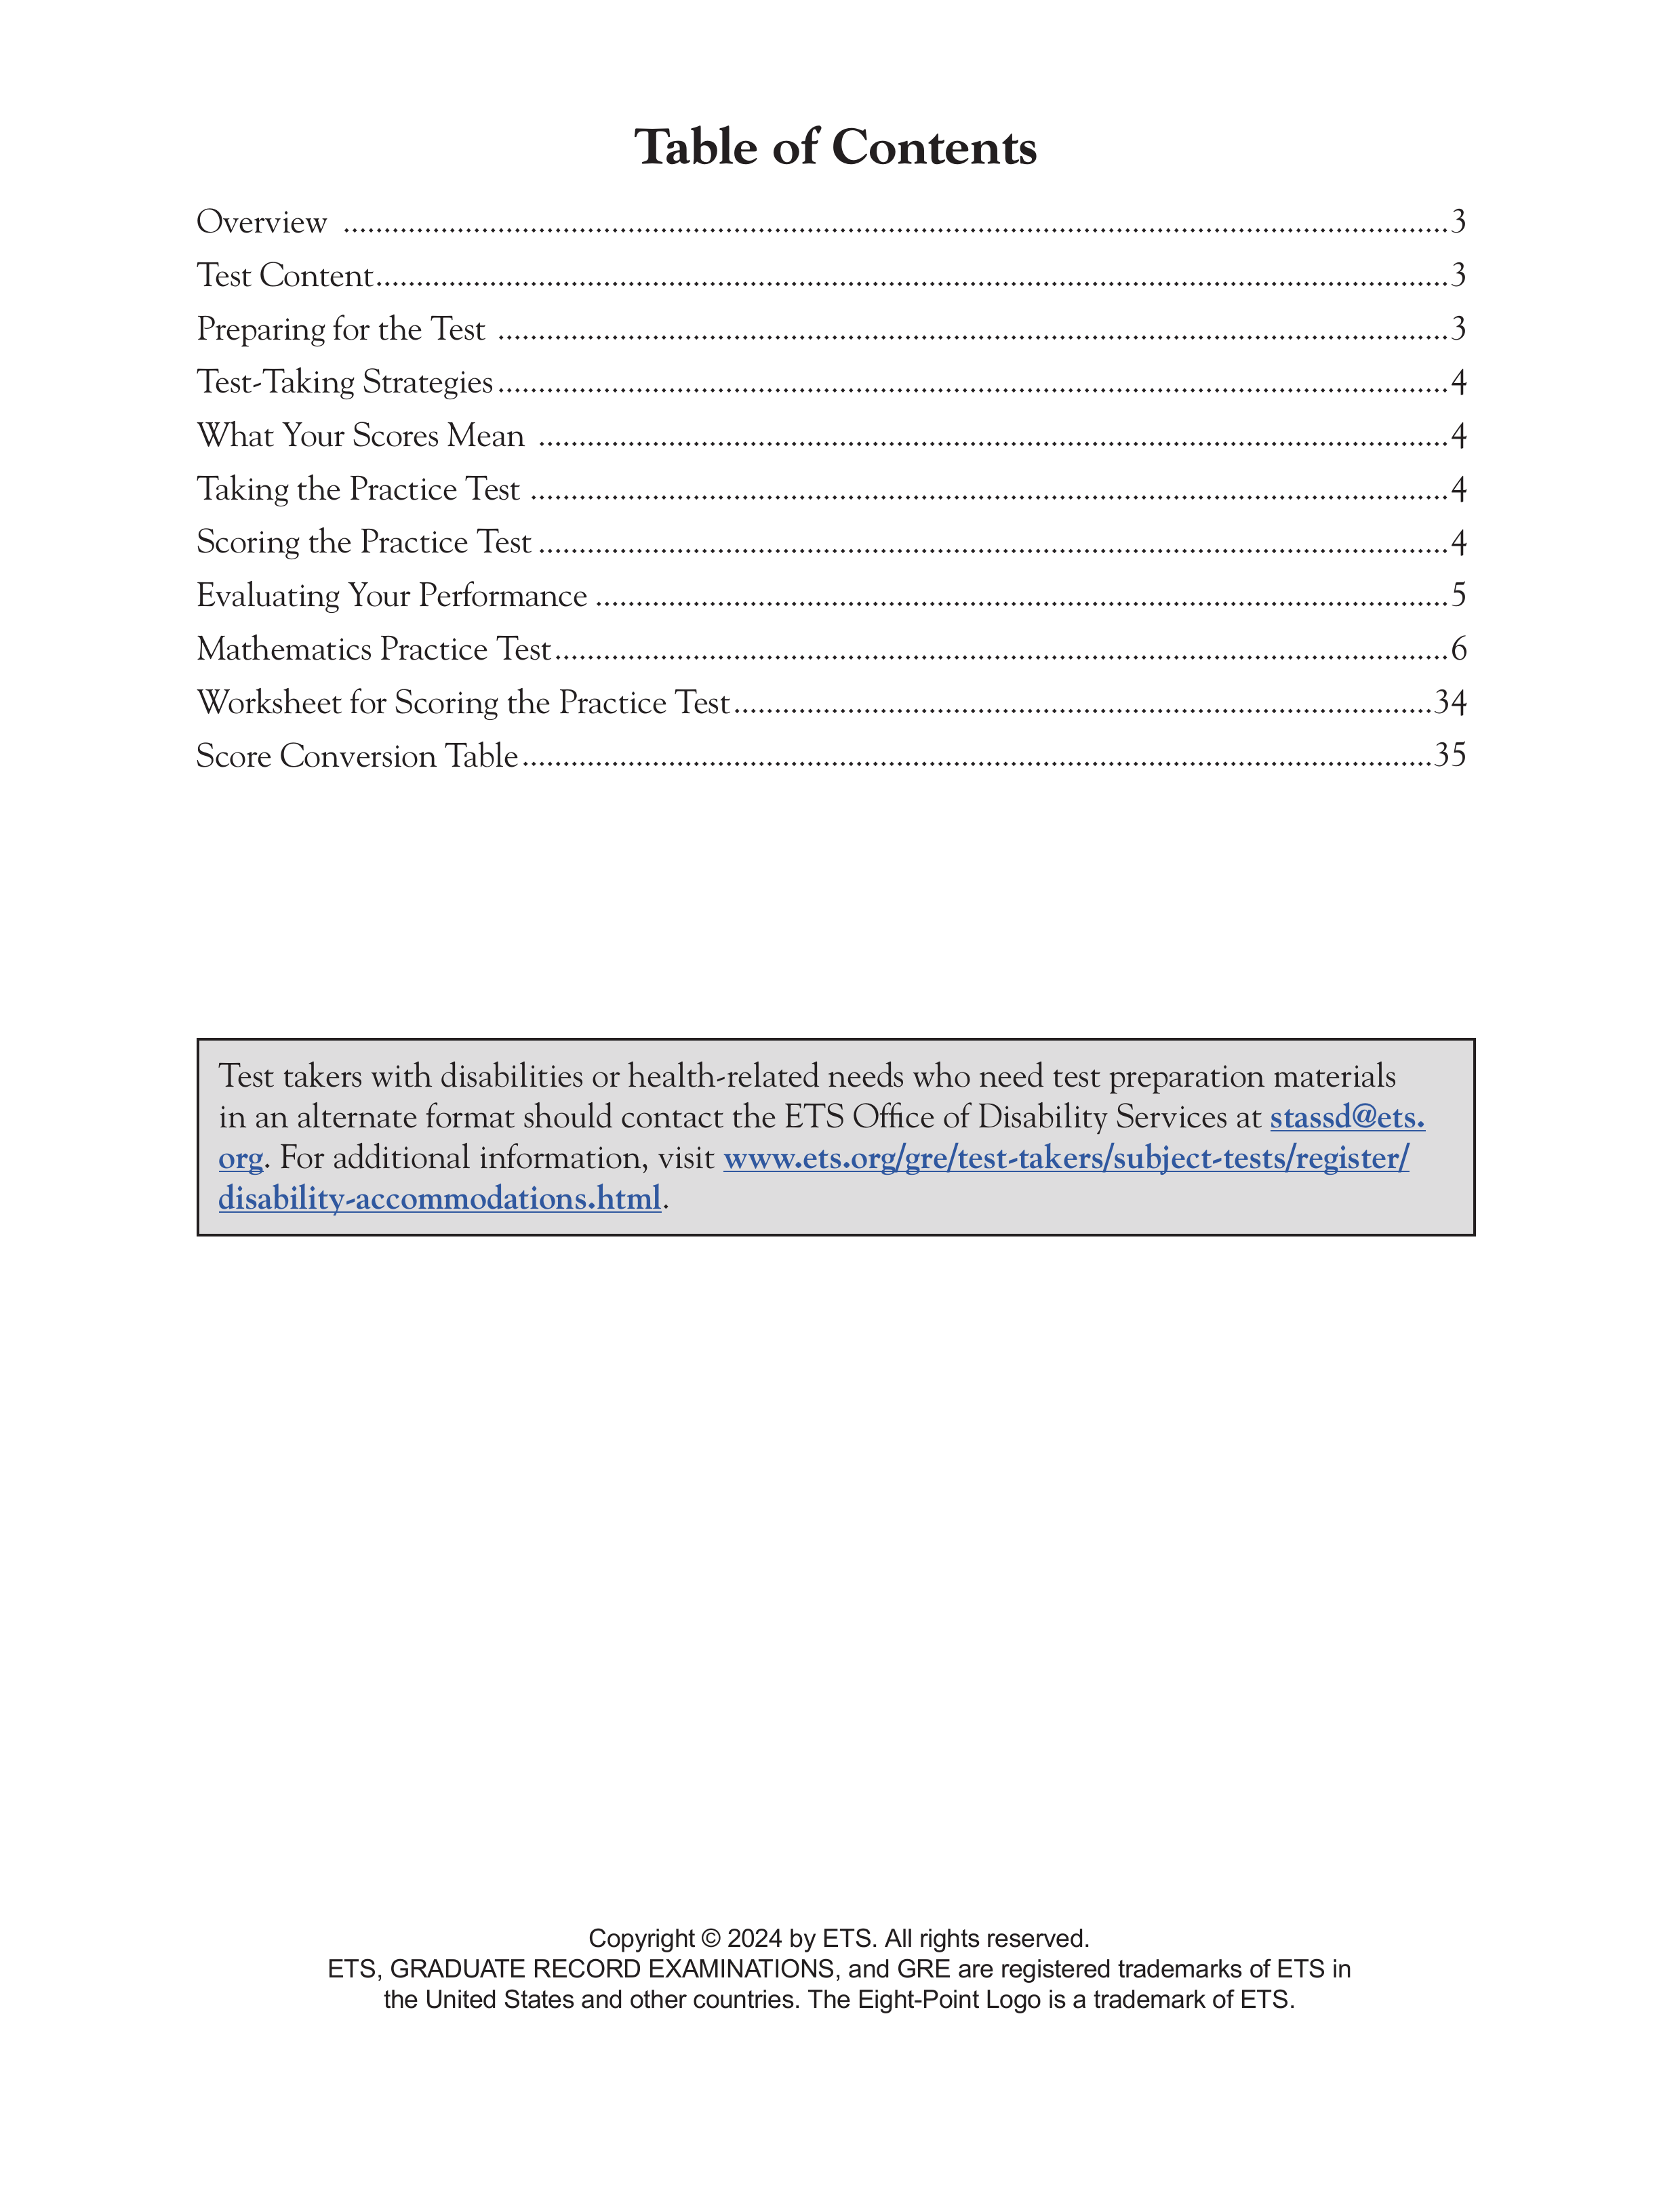 Table of Contents
Overview ........................................................................................................................................3
Test Content....................................................................................................................................3
Preparing for the Test .....................................................................................................................3
Test-Taking Strategies.....................................................................................................................4
What Your Scores Mean ................................................................................................................4
Taking the Practice Test .................................................................................................................4
Scoring the Practice Test ................................................................................................................4
Evaluating Your Performance .........................................................................................................5
Mathematics Practice Test..............................................................................................................6
Worksheet for Scoring the Practice Test......................................................................................34
Score Conversion Table................................................................................................................35
Test takers with disabilities or health-related needs who need test preparation materials
in an alternate format should contact the ETS Office of Disability Services at stassd@ets.
org. For additional information, visit www.ets.org/gre/test-takers/subject-tests/register/
disability-accommodations.html.
Copyright © 2024 by ETS. All rights reserved.
ETS, GRADUATE RECORD EXAMINATIONS, and GRE are registered trademarks of ETS in
the United States and other countries. The Eight-Point Logo is a trademark of ETS.